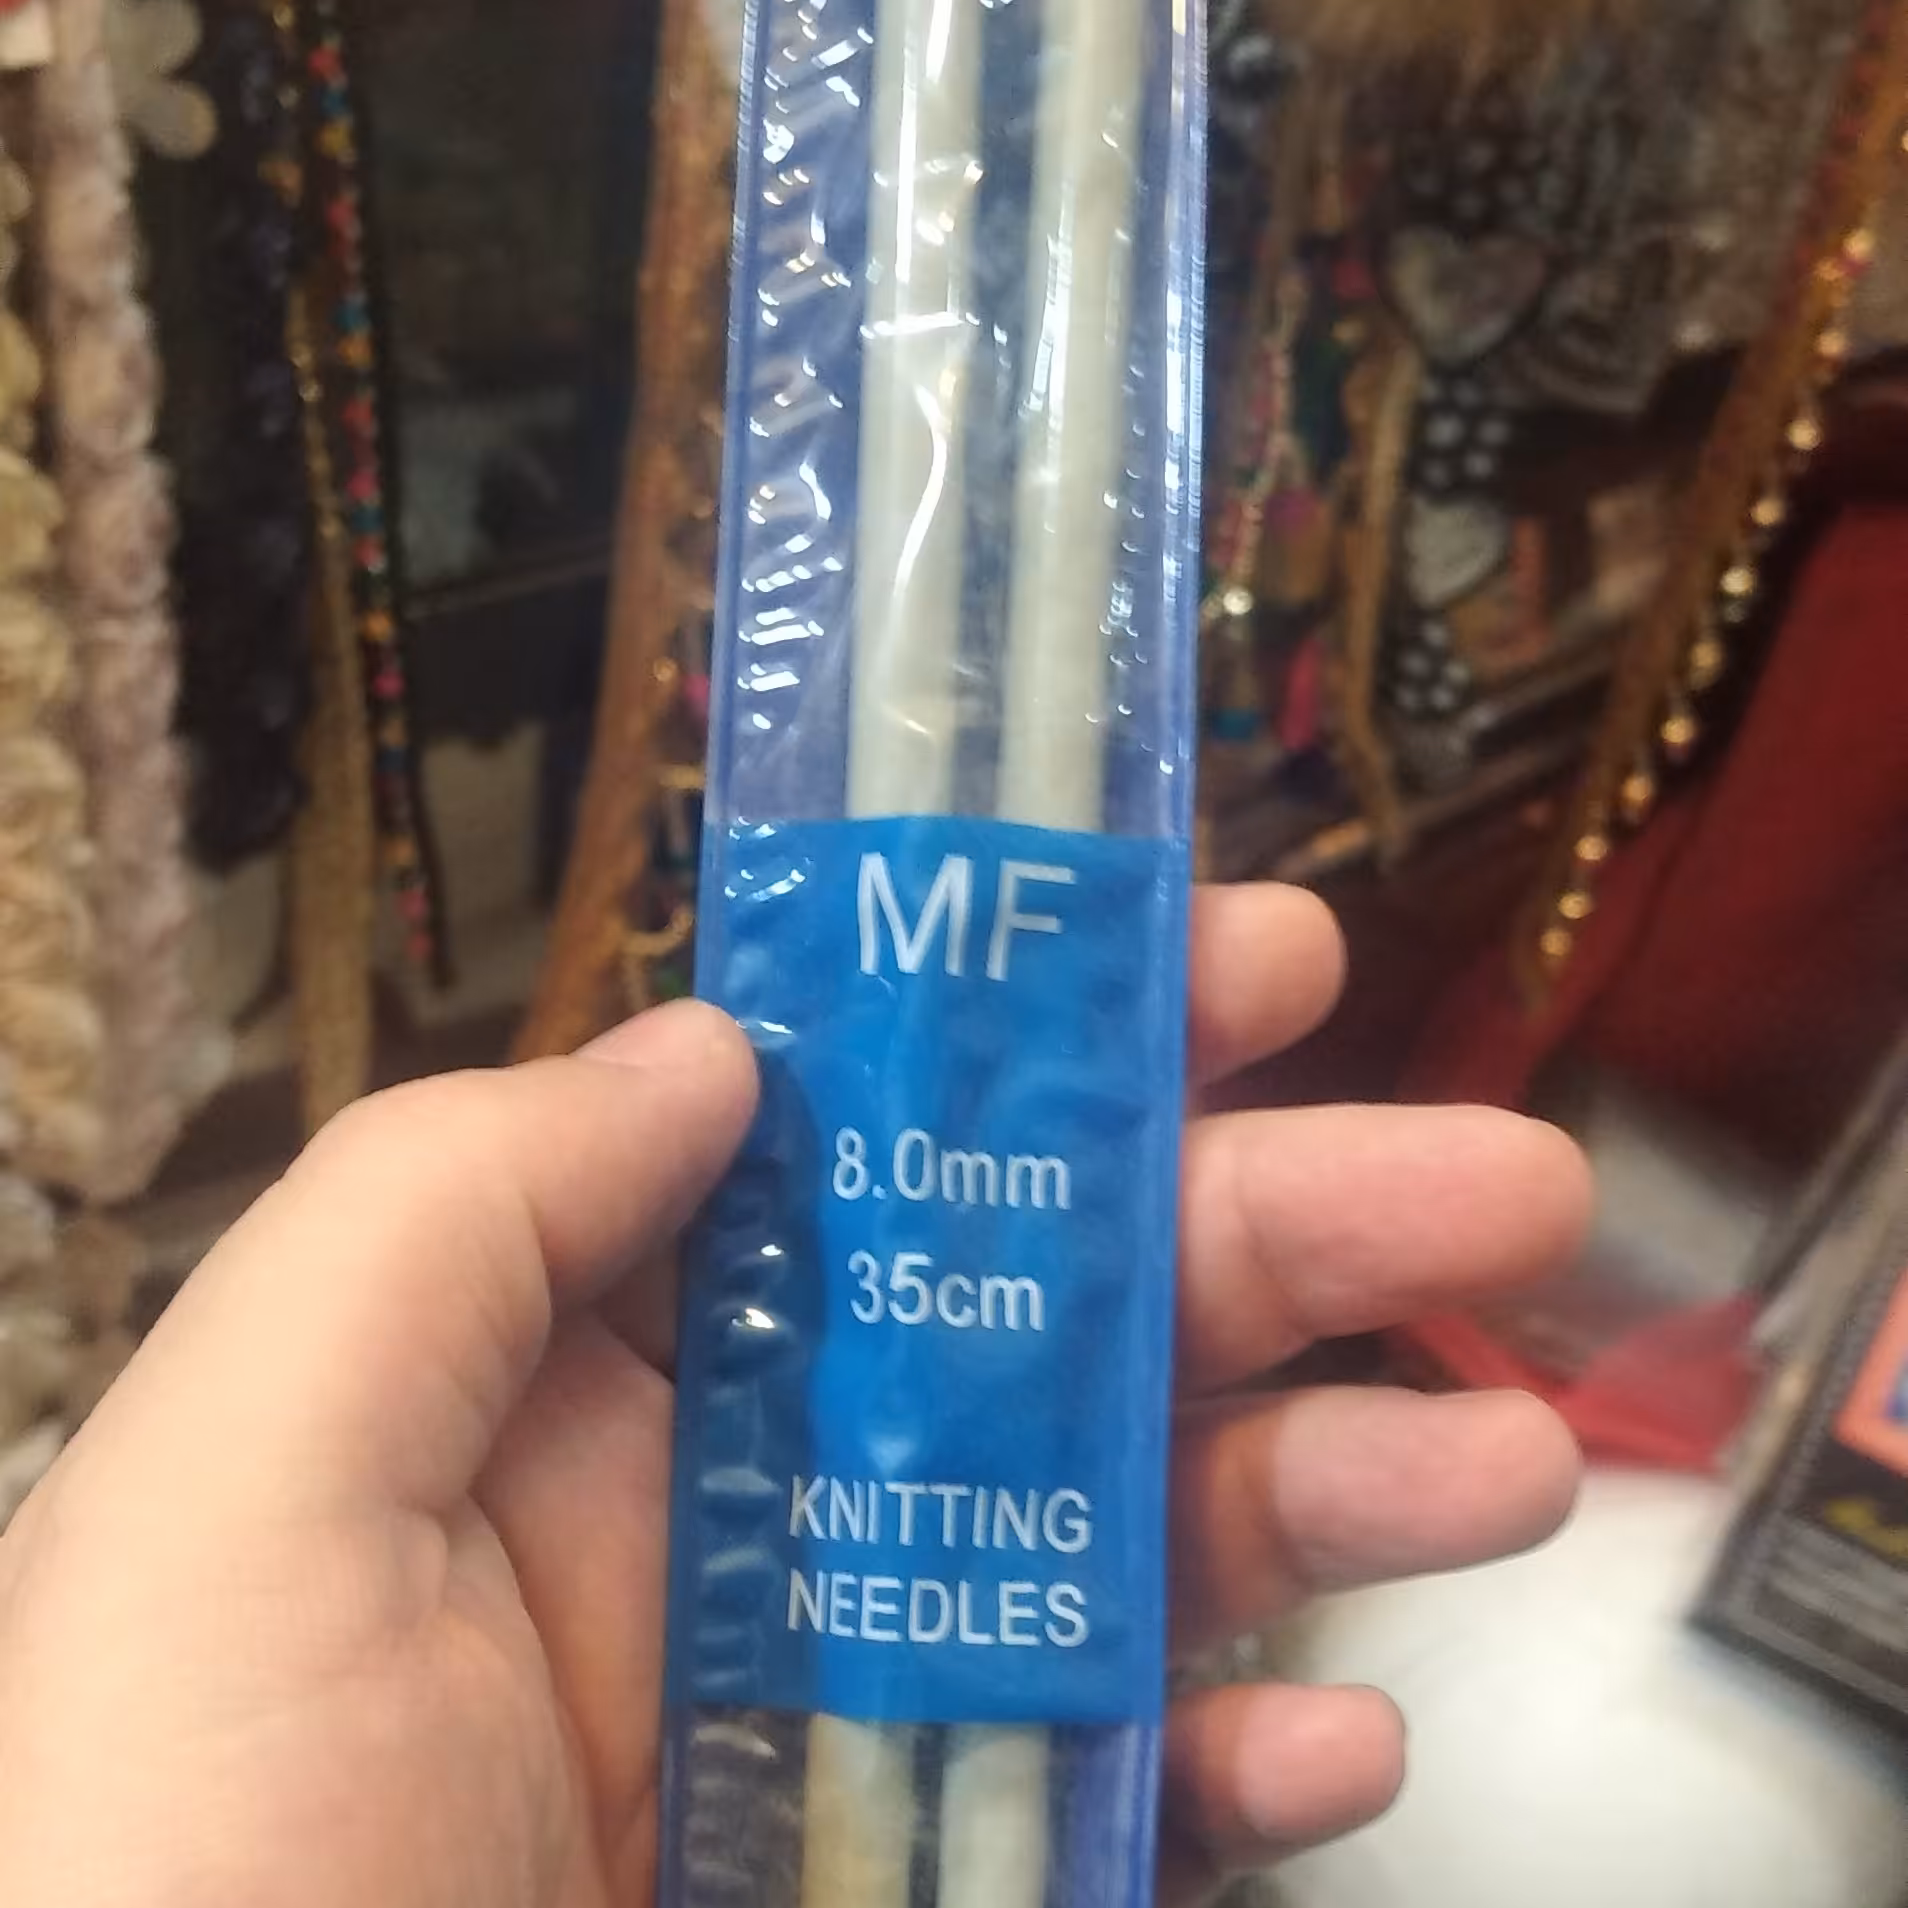 MF
8.0mm
35cm
KNITTING
NEEDLES